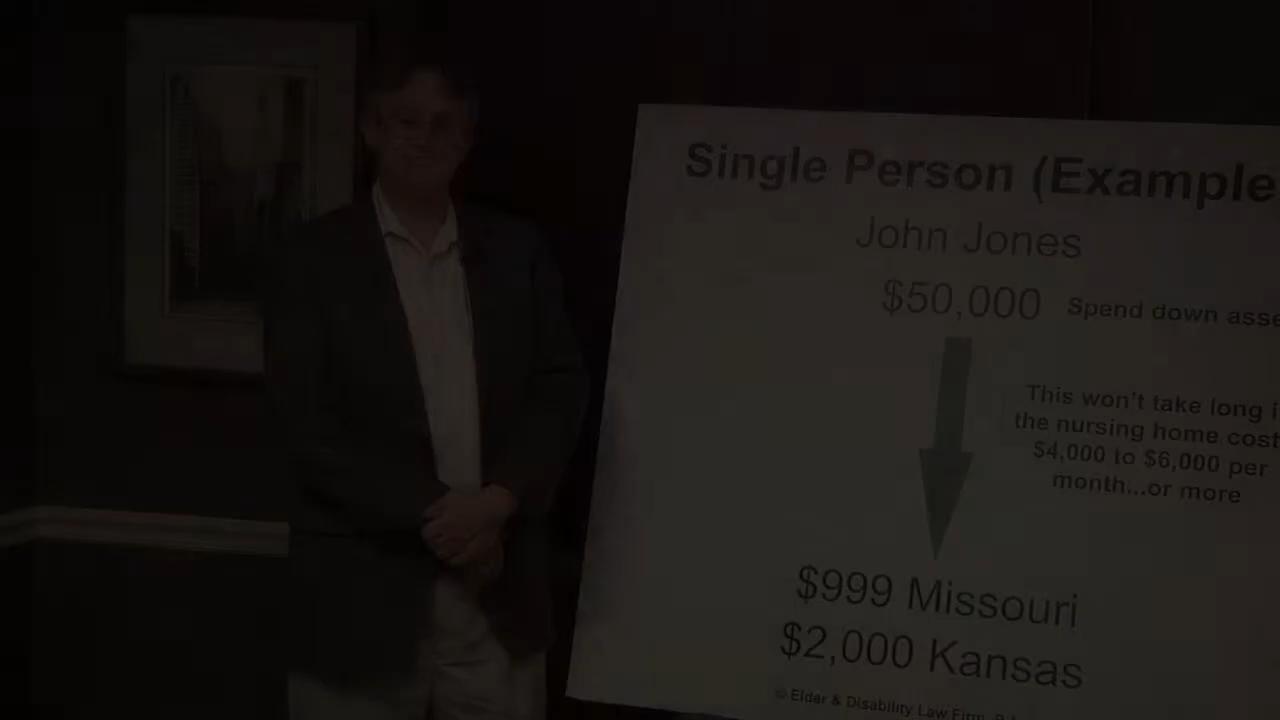 Single Person (Example
John Jones
$50,000 Spend down asse
This won't take long i
the nursing home cost
$4,000 to $6,000 per
month...or more
$999 Missouri
$2,000 Kansas
© Elder & Disability Law Firm, P.